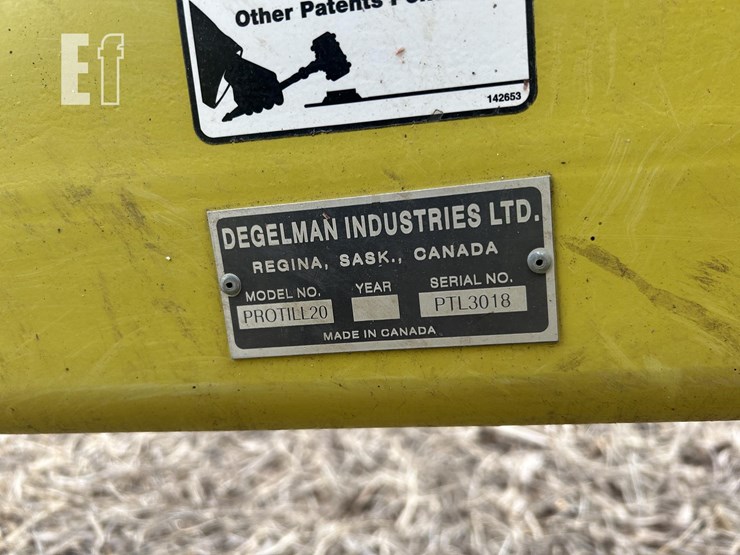 Ef
Other Patents
142653
DEGELMAN INDUSTRIES LTD.
REGINA, SASK., CANADA
MODEL NO. YEAR SERIAL NO.
PROTILL20 PTL3018
MADE IN CANADA